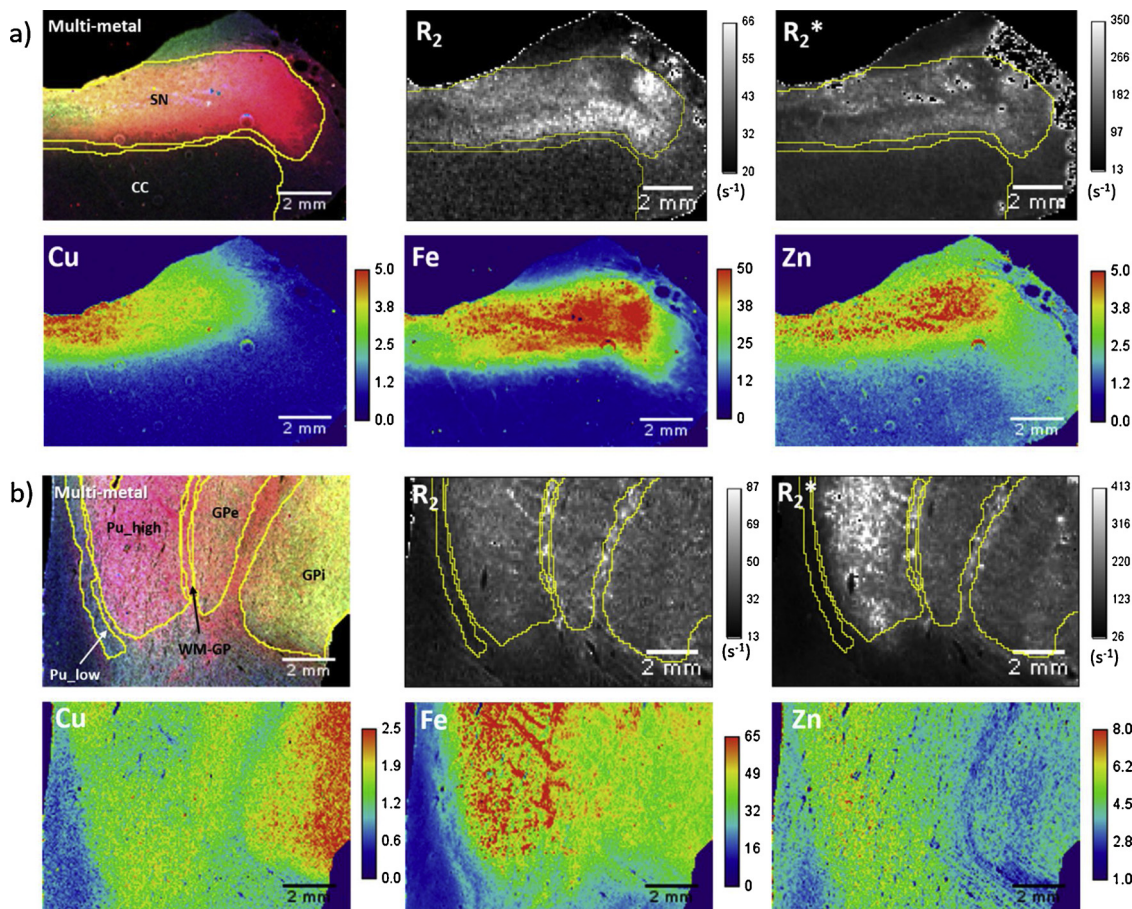 a)
Multi-metal
SN
CC
2 mm
R2
66
55
43
32
20
(s-1)
2 mm
R2*
350
266
182
97
13
(s-1)
2 mm
Cu
5.0
3.8
2.5
1.2
0.0
2 mm
Fe
50
38
25
12
0
2 mm
Zn
5.0
3.8
2.5
1.2
0.0
2 mm
b)
Multi-metal
Pu_high
GPe
GPi
WM-GP
Pu_low
2 mm
R2
87
69
50
31
13
(s-1)
2 mm
R2*
413
316
219
123
26
(s-1)
2 mm
Cu
2.5
1.8
1.2
0.6
0.0
2 mm
Fe
65
49
32
16
0
2 mm
Zn
8.0
6.2
4.5
2.8
1.0
2 mm